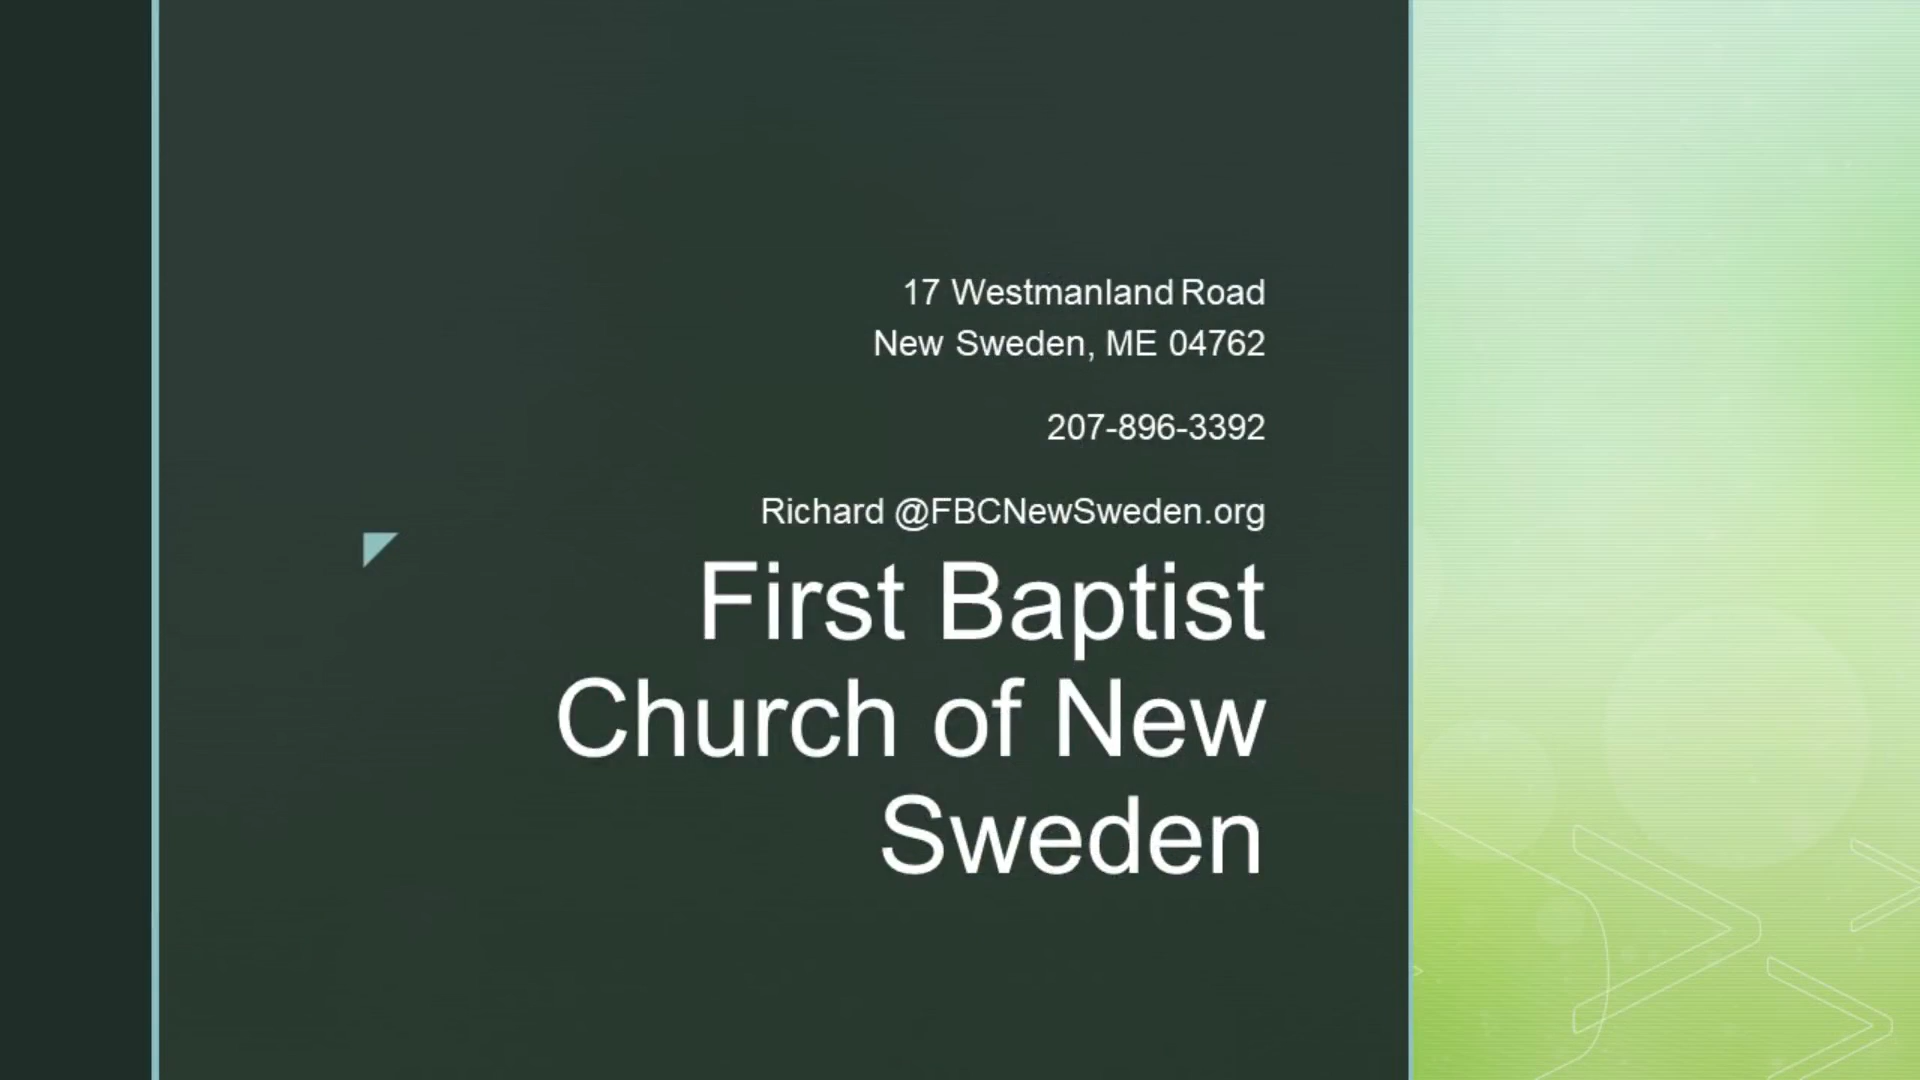 17 Westmanland Road
New Sweden, ME 04762
207-896-3392
Richard @FBCNewSweden.org
First Baptist
Church of New
Sweden